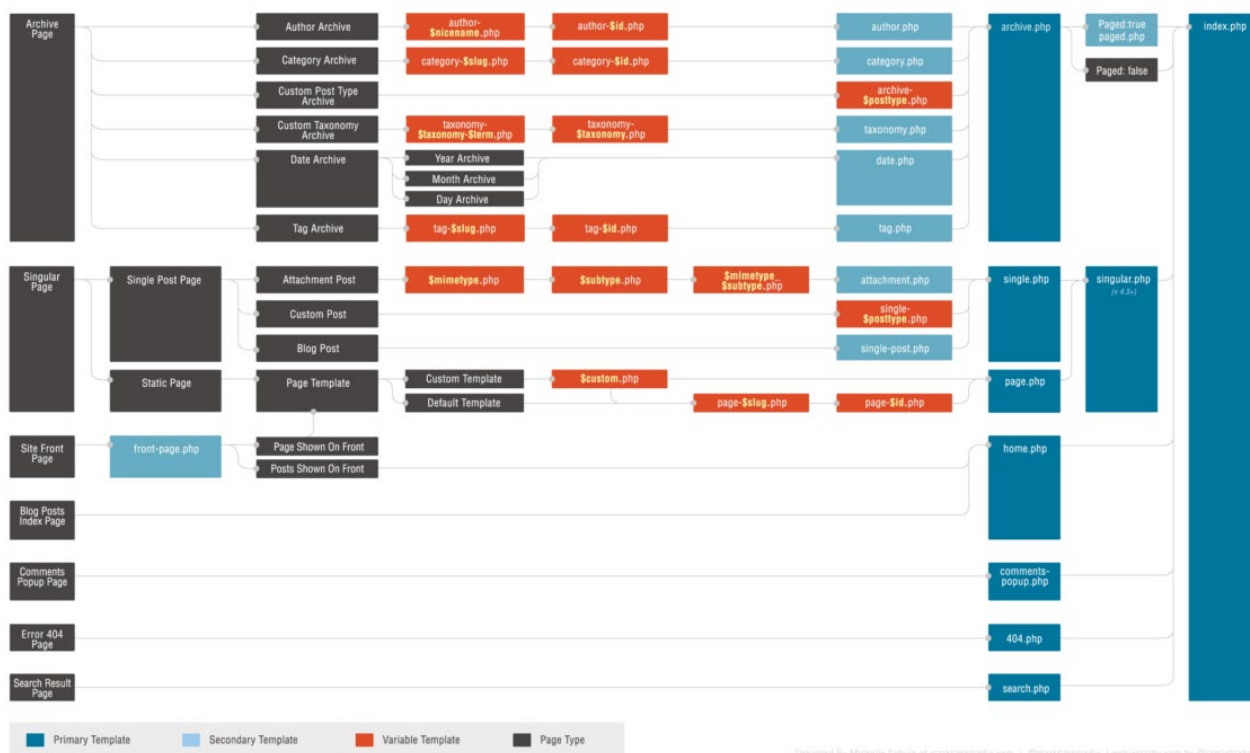 Archive
Page
Author Archive
author-
$nicename.php
author-$id.php
author.php
archive.php
Paged:true
paged.php
index.php
Category Archive
category-$slug.php
category-$id.php
category.php
Paged: false
Custom Post Type
Archive
archive-
$posttype.php
Custom Taxonomy
Archive
taxonomy-
$taxonomy-$term.php
taxonomy-
$taxonomy.php
taxonomy.php
Date Archive
Year Archive
Month Archive
Day Archive
date.php
Tag Archive
tag-$slug.php
tag-$id.php
tag.php
Singular
Page
Single Post Page
Attachment Post
$mimetype.php
$subtype.php
$mimetype_
$subtype.php
attachment.php
single.php
singular.php
(v 4.3+)
Custom Post
single-
$posttype.php
Blog Post
single-post.php
Static Page
Page Template
Custom Template
$custom.php
page.php
Default Template
page-$slug.php
page-$id.php
Site Front
Page
front-page.php
Page Shown On Front
Posts Shown On Front
home.php
Blog Posts
Index Page
Comments
Popup Page
comments-
popup.php
Error 404
Page
404.php
Search Result
Page
search.php
Primary Template
Secondary Template
Variable Template
Page Type